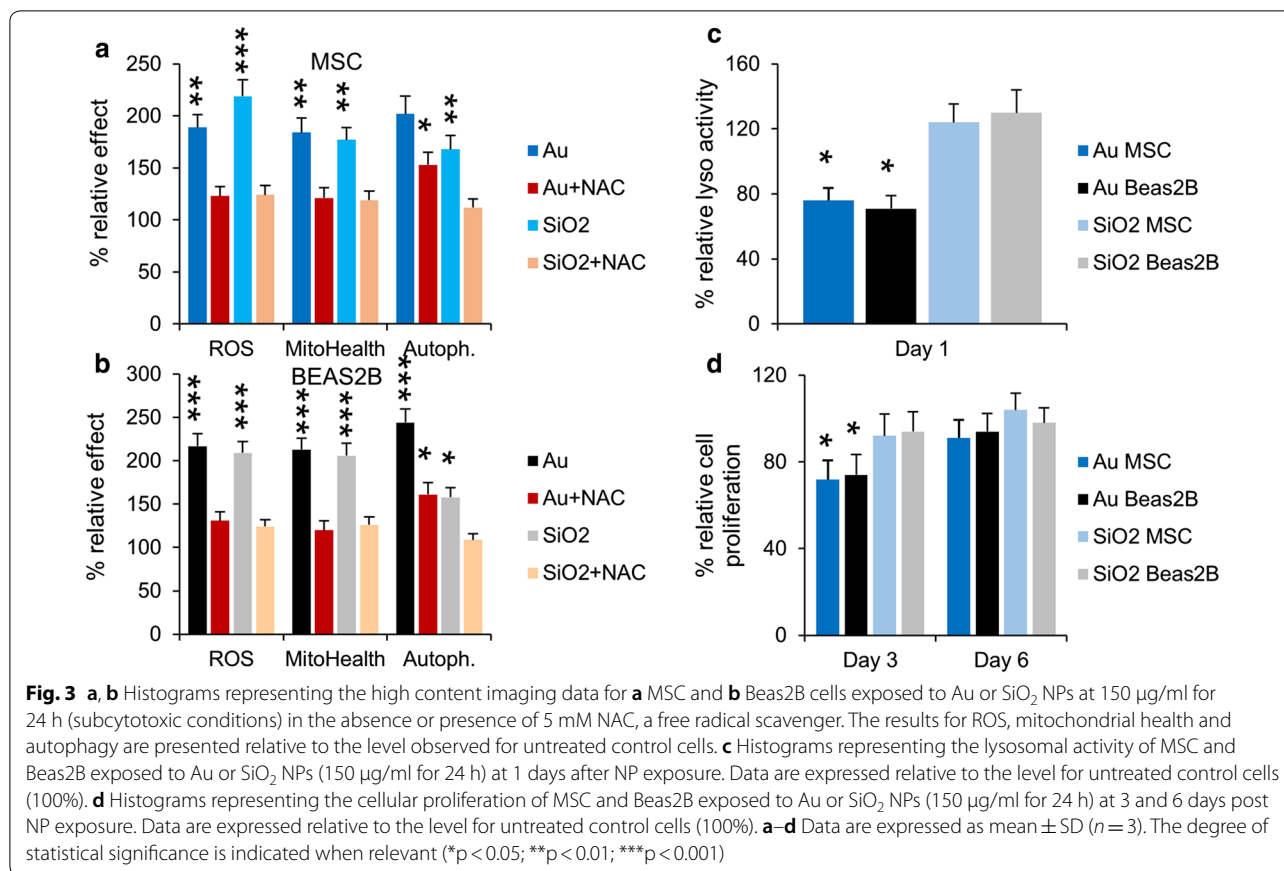 a
MSC
% relative effect
250
200
150
100
50
0
**
***
**
**
*
**
ROS MitoHealth Autoph.
Au
Au+NAC
SiO2
SiO2+NAC
b
BEAS2B
% relative effect
300
250
200
150
100
50
0
***
***
***
***
***
*
*
ROS MitoHealth Autoph.
Au
Au+NAC
SiO2
SiO2+NAC
c
% relative lyso activity
160
120
80
40
0
*
*
Day 1
Au MSC
Au Beas2B
SiO2 MSC
SiO2 Beas2B
d
% relative cell
proliferation
120
80
40
0
*
*
Day 3 Day 6
Au MSC
Au Beas2B
SiO2 MSC
SiO2 Beas2B
Fig. 3 a, b Histograms representing the high content imaging data for a MSC and b Beas2B cells exposed to Au or SiO₂ NPs at 150 µg/ml for
24 h (subcytotoxic conditions) in the absence or presence of 5 mM NAC, a free radical scavenger. The results for ROS, mitochondrial health and
autophagy are presented relative to the level observed for untreated control cells. c Histograms representing the lysosomal activity of MSC and
Beas2B exposed to Au or SiO₂ NPs (150 µg/ml for 24 h) at 1 days after NP exposure. Data are expressed relative to the level for untreated control cells
(100%). d Histograms representing the cellular proliferation of MSC and Beas2B exposed to Au or SiO₂ NPs (150 µg/ml for 24 h) at 3 and 6 days post
NP exposure. Data are expressed relative to the level for untreated control cells (100%). a–d Data are expressed as mean ± SD (n = 3). The degree of
statistical significance is indicated when relevant (*p < 0.05; **p < 0.01; ***p < 0.001)